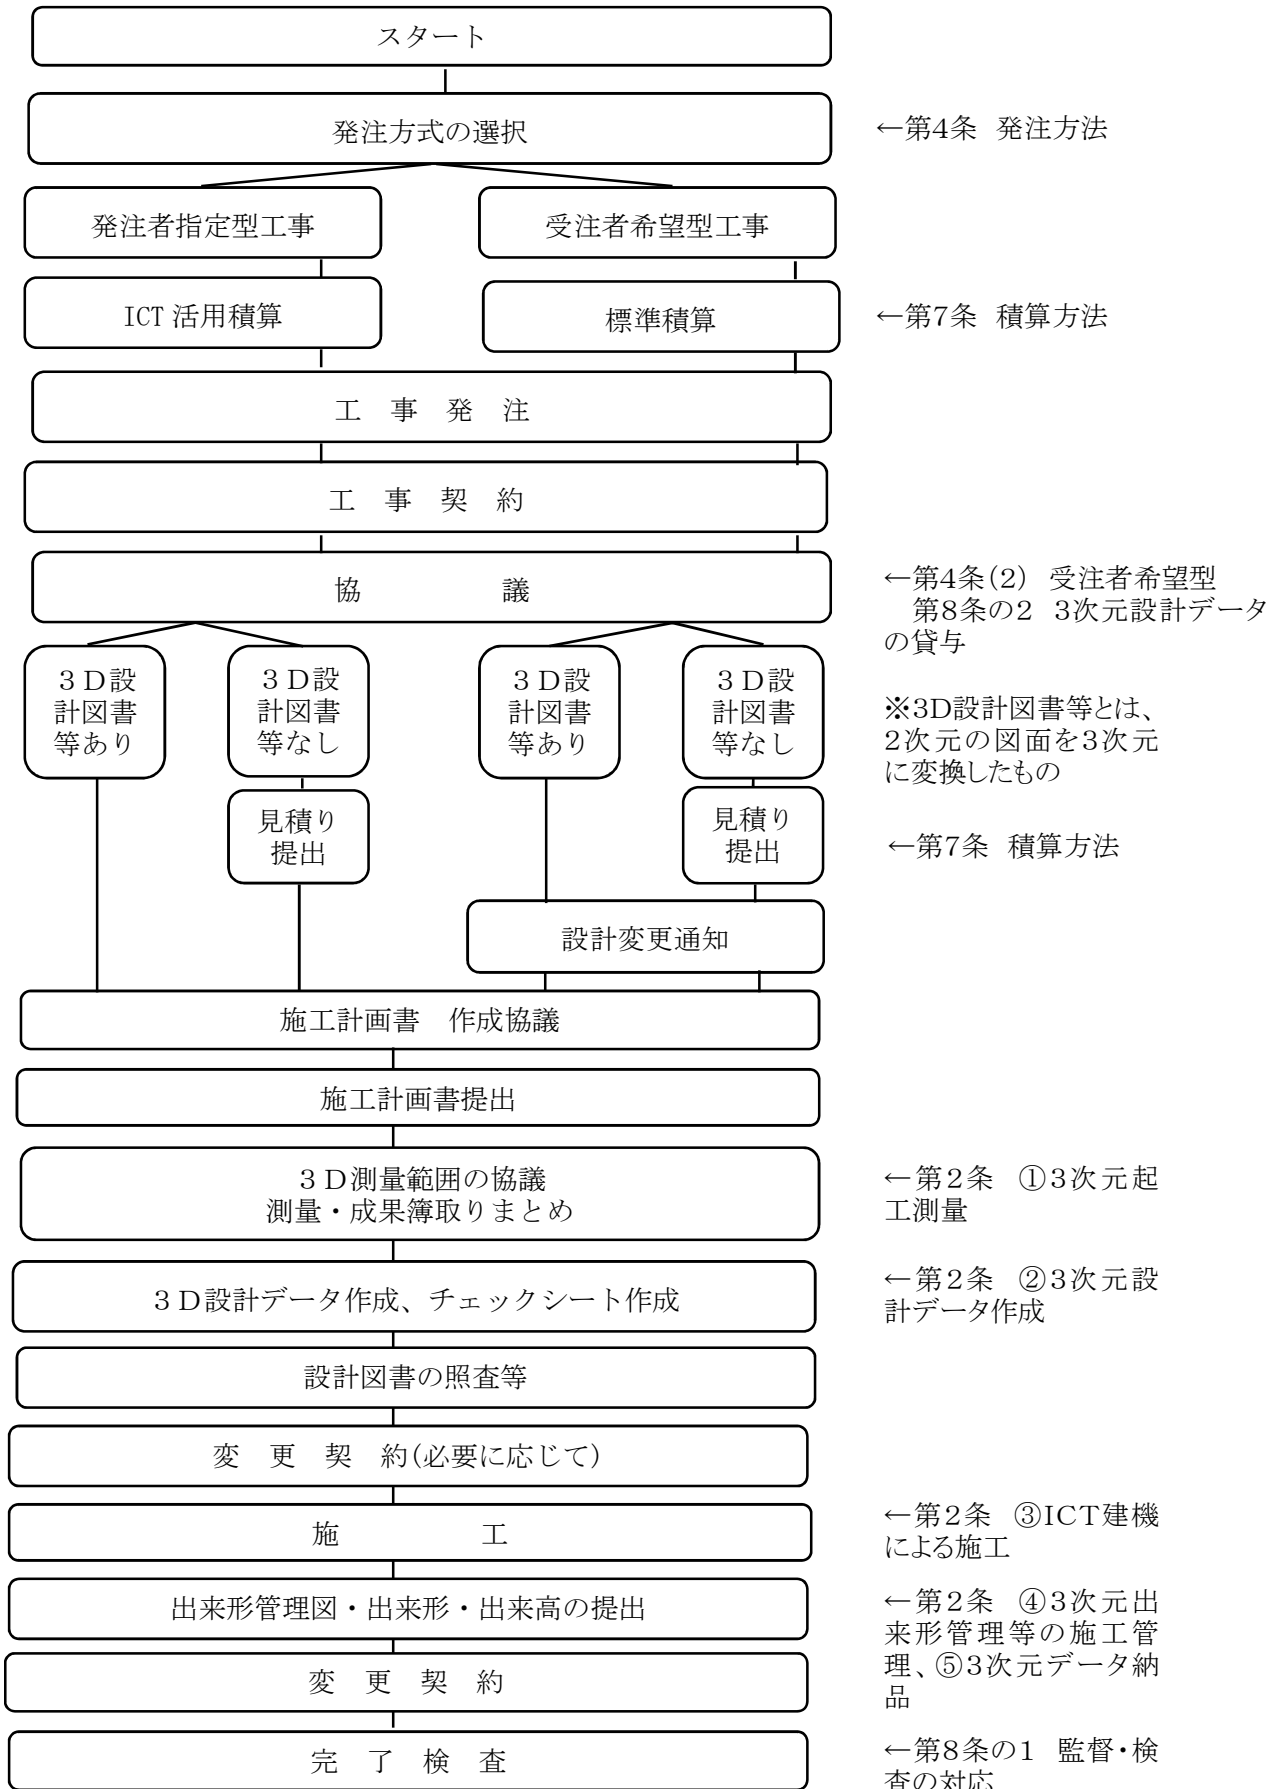 スタート
発注方式の選択
←第4条 発注方法
発注者指定型工事
受注者希望型工事
ICT 活用積算
標準積算
←第7条 積算方法
工 事 発 注
工 事 契 約
協 議
←第4条(2) 受注者希望型
第8条の2 3次元設計データ
の貸与
3D設
計図書
等あり
3D設
計図書
等なし
3D設
計図書
等あり
3D設
計図書
等なし
※3D設計図書等とは、
2次元の図面を3次元
に変換したもの
見積り
提出
見積り
提出
←第7条 積算方法
設計変更通知
施工計画書 作成協議
施工計画書提出
3D測量範囲の協議
測量・成果簿取りまとめ
←第2条 ①3次元起
工測量
3D設計データ作成、チェックシート作成
←第2条 ②3次元設
計データ作成
設計図書の照査等
変 更 契 約(必要に応じて)
施 工
←第2条 ③ICT建機
による施工
出来形管理図・出来形・出来高の提出
←第2条 ④3次元出
来形管理等の施工管
理、⑤3次元データ納
品
変 更 契 約
完 了 検 査
←第8条の1 監督・検
査の対応